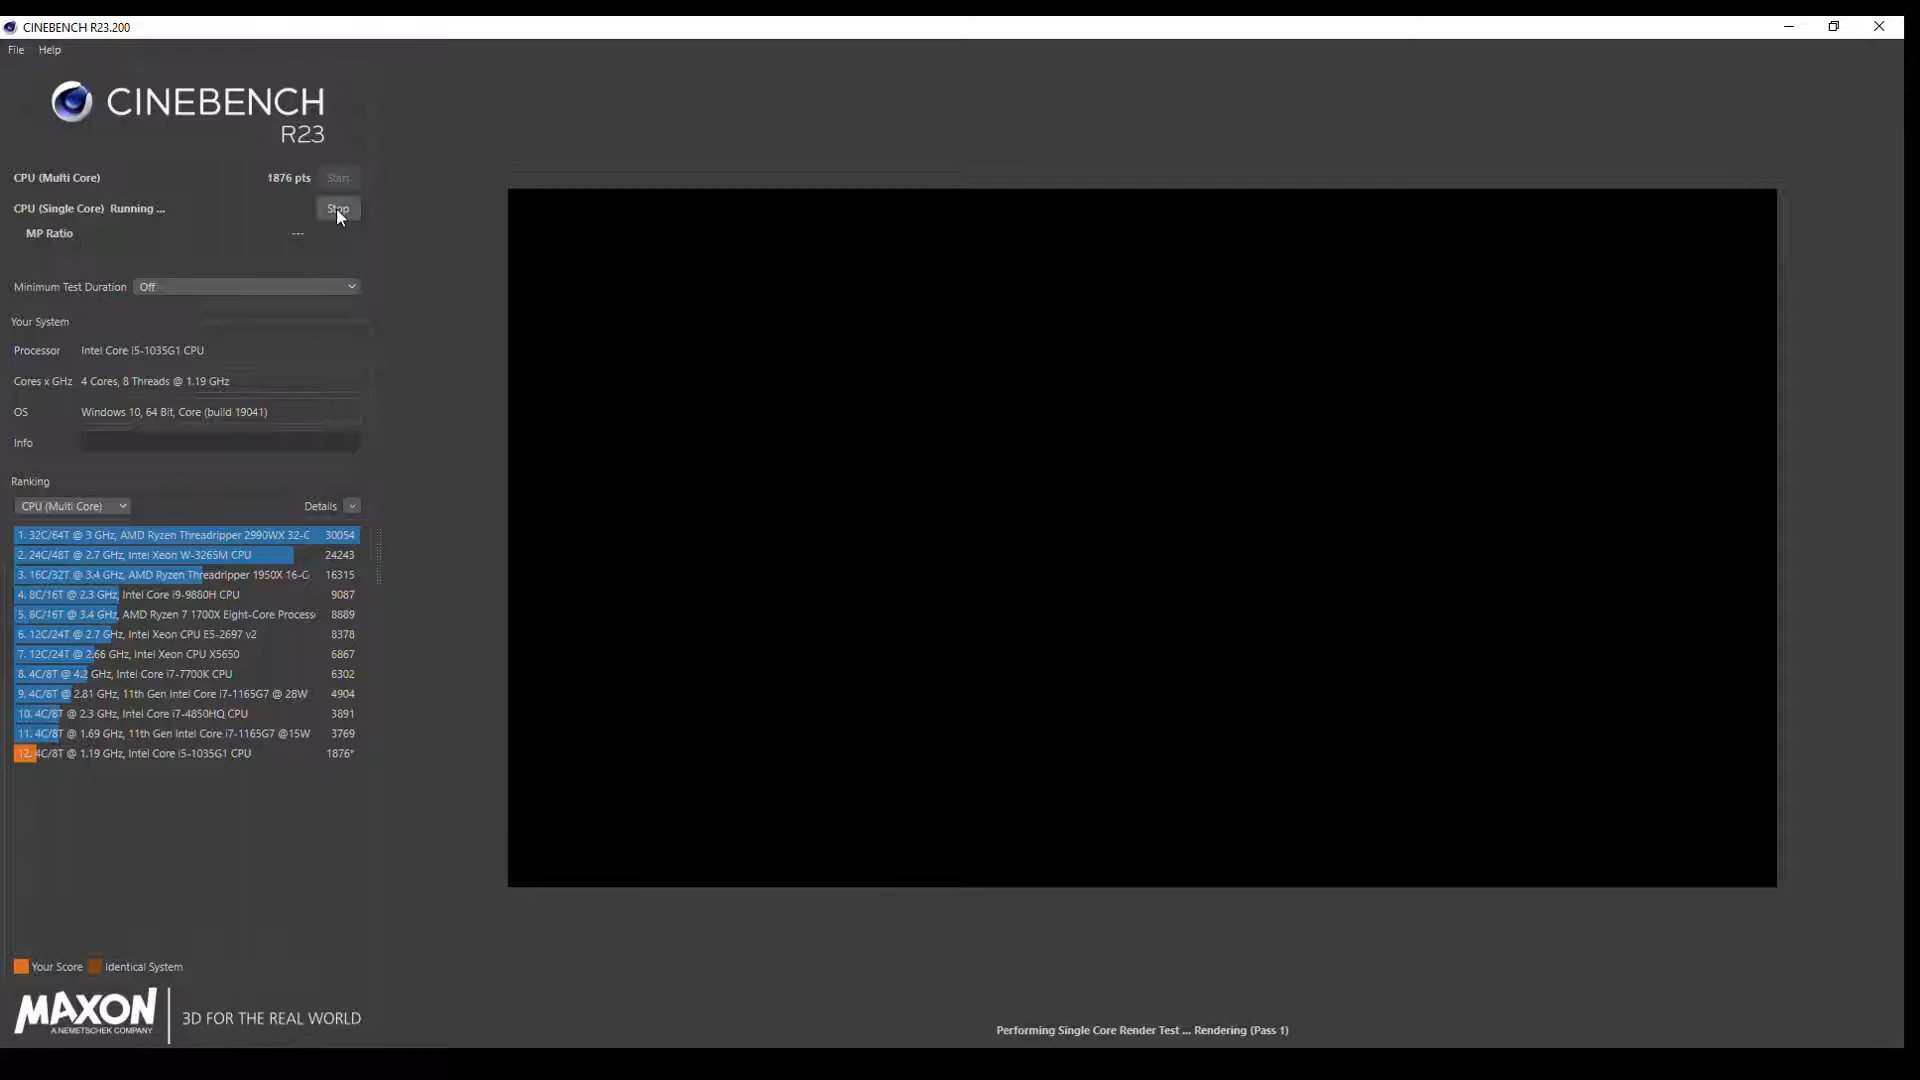 CINEBENCH R23.200
File Help
CINEBENCH
R23
CPU (Multi Core) 1876 pts Start
CPU (Single Core) Running ... Stop
MP Ratio ---
Minimum Test Duration Off
Your System
Processor Intel Core i5-1035G1 CPU
Cores x GHz 4 Cores, 8 Threads @ 1.19 GHz
OS Windows 10, 64 Bit, Core (build 19041)
Info
Ranking
CPU (Multi Core) Details
1. 32C/64T @ 3 GHz, AMD Ryzen Threadripper 2990WX 32-C 30054
2. 24C/48T @ 2.7 GHz, Intel Xeon W-3265M CPU 24243
3. 16C/32T @ 3.4 GHz, AMD Ryzen Threadripper 1950X 16-C 16315
4. 8C/16T @ 2.3 GHz, Intel Core i9-9880H CPU 9087
5. 8C/16T @ 3.4 GHz, AMD Ryzen 7 1700X Eight-Core Process 8889
6. 12C/24T @ 2.7 GHz, Intel Xeon CPU E5-2697 v2 8378
7. 12C/24T @ 2.66 GHz, Intel Xeon CPU X5650 6867
8. 4C/8T @ 4.2 GHz, Intel Core i7-7700K CPU 6302
9. 4C/8T @ 2.81 GHz, 11th Gen Intel Core i7-1165G7 @ 28W 4904
10. 4C/8T @ 2.3 GHz, Intel Core i7-4850HQ CPU 3891
11. 4C/8T @ 1.69 GHz, 11th Gen Intel Core i7-1165G7 @15W 3769
12. 4C/8T @ 1.19 GHz, Intel Core i5-1035G1 CPU 1876*
Your Score Identical System
MAXON
A NEMETSCHEK COMPANY
3D FOR THE REAL WORLD
Performing Single Core Render Test ... Rendering (Pass 1)